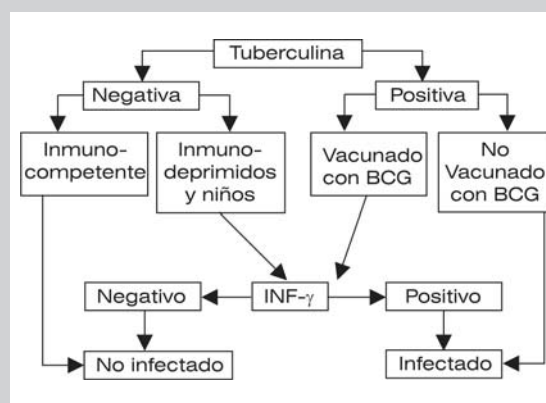 Tuberculina
Negativa
Positiva
Inmuno-
competente
Inmuno-
deprimidos
y niños
Vacunado
con BCG
No
Vacunado
con BCG
Negativo
INF-γ
Positivo
No infectado
Infectado